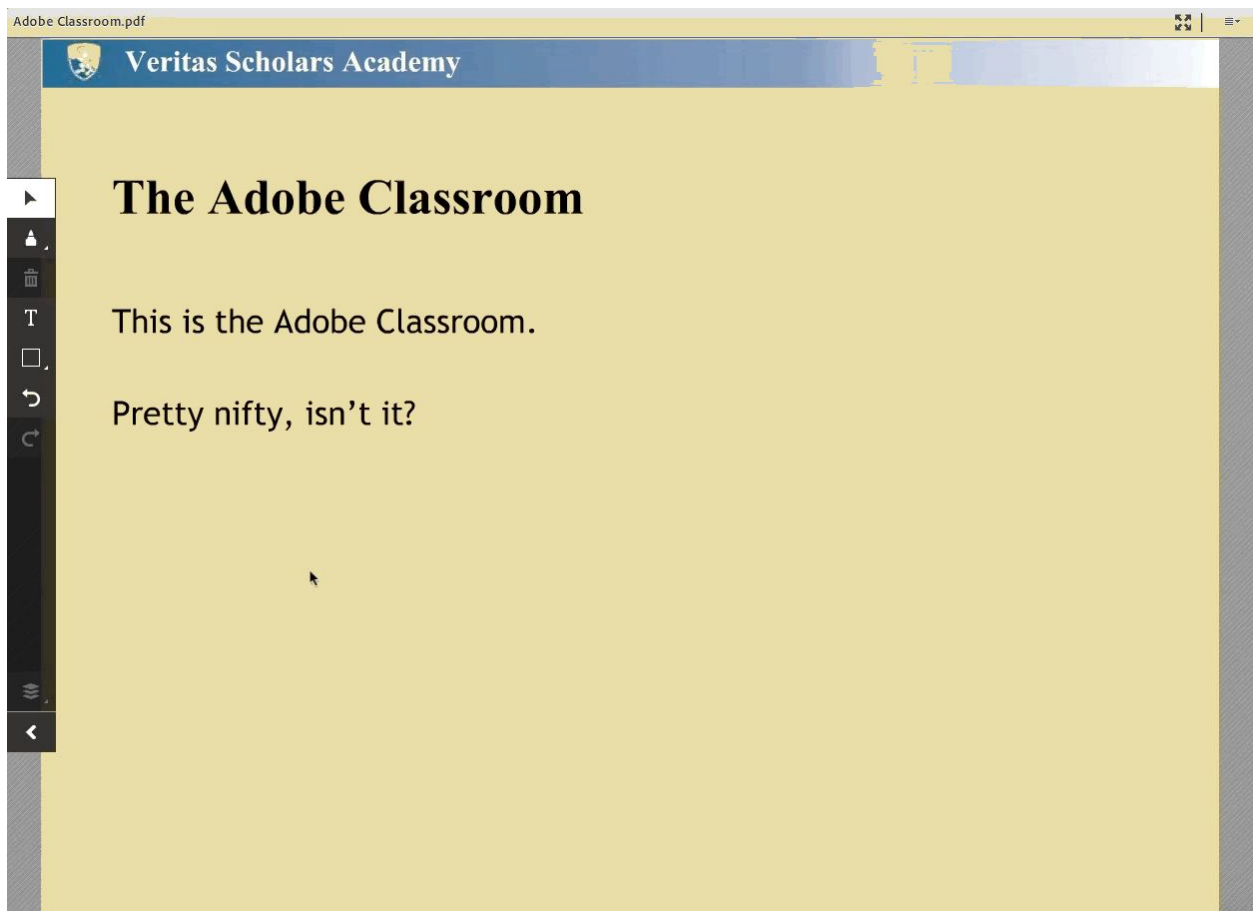 Adobe Classroom.pdf
Veritas Scholars Academy
The Adobe Classroom
T
This is the Adobe Classroom.
Pretty nifty, isn’t it?